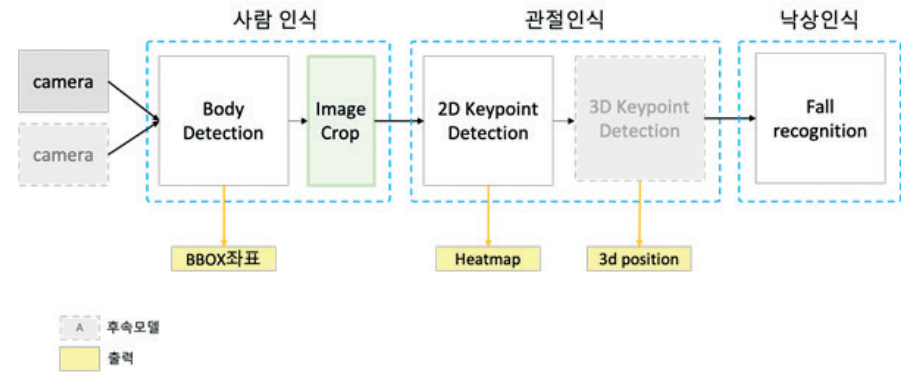 사람 인식
관절인식
낙상인식
camera
camera
Body
Detection
Image
Crop
2D Keypoint
Detection
3D Keypoint
Detection
Fall
recognition
BBOX좌표
Heatmap
3d position
A
후속모델
출력